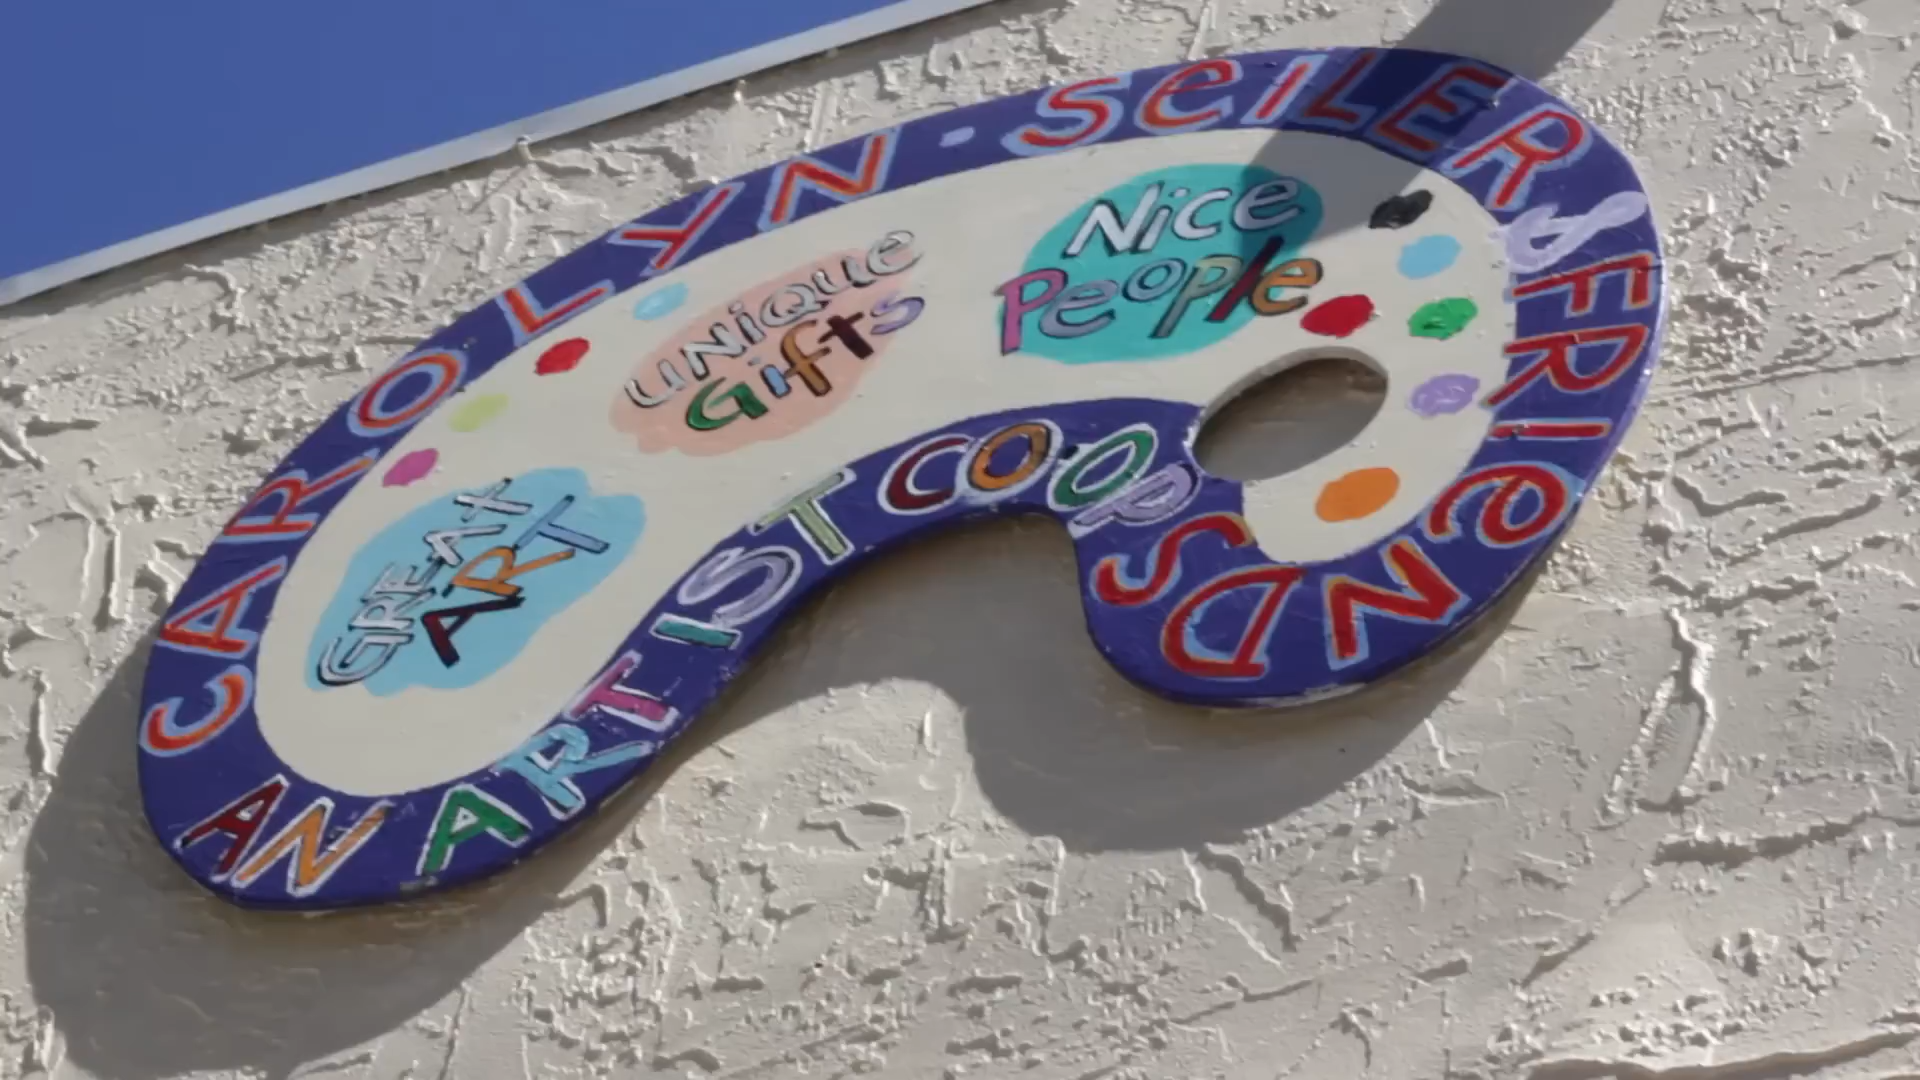 CAROLYN · SEILER & FRIENDS
GREAT
ART
UNIQUE
GIFTS
NICE
PEOPLE
AN ARTIST CO·OP